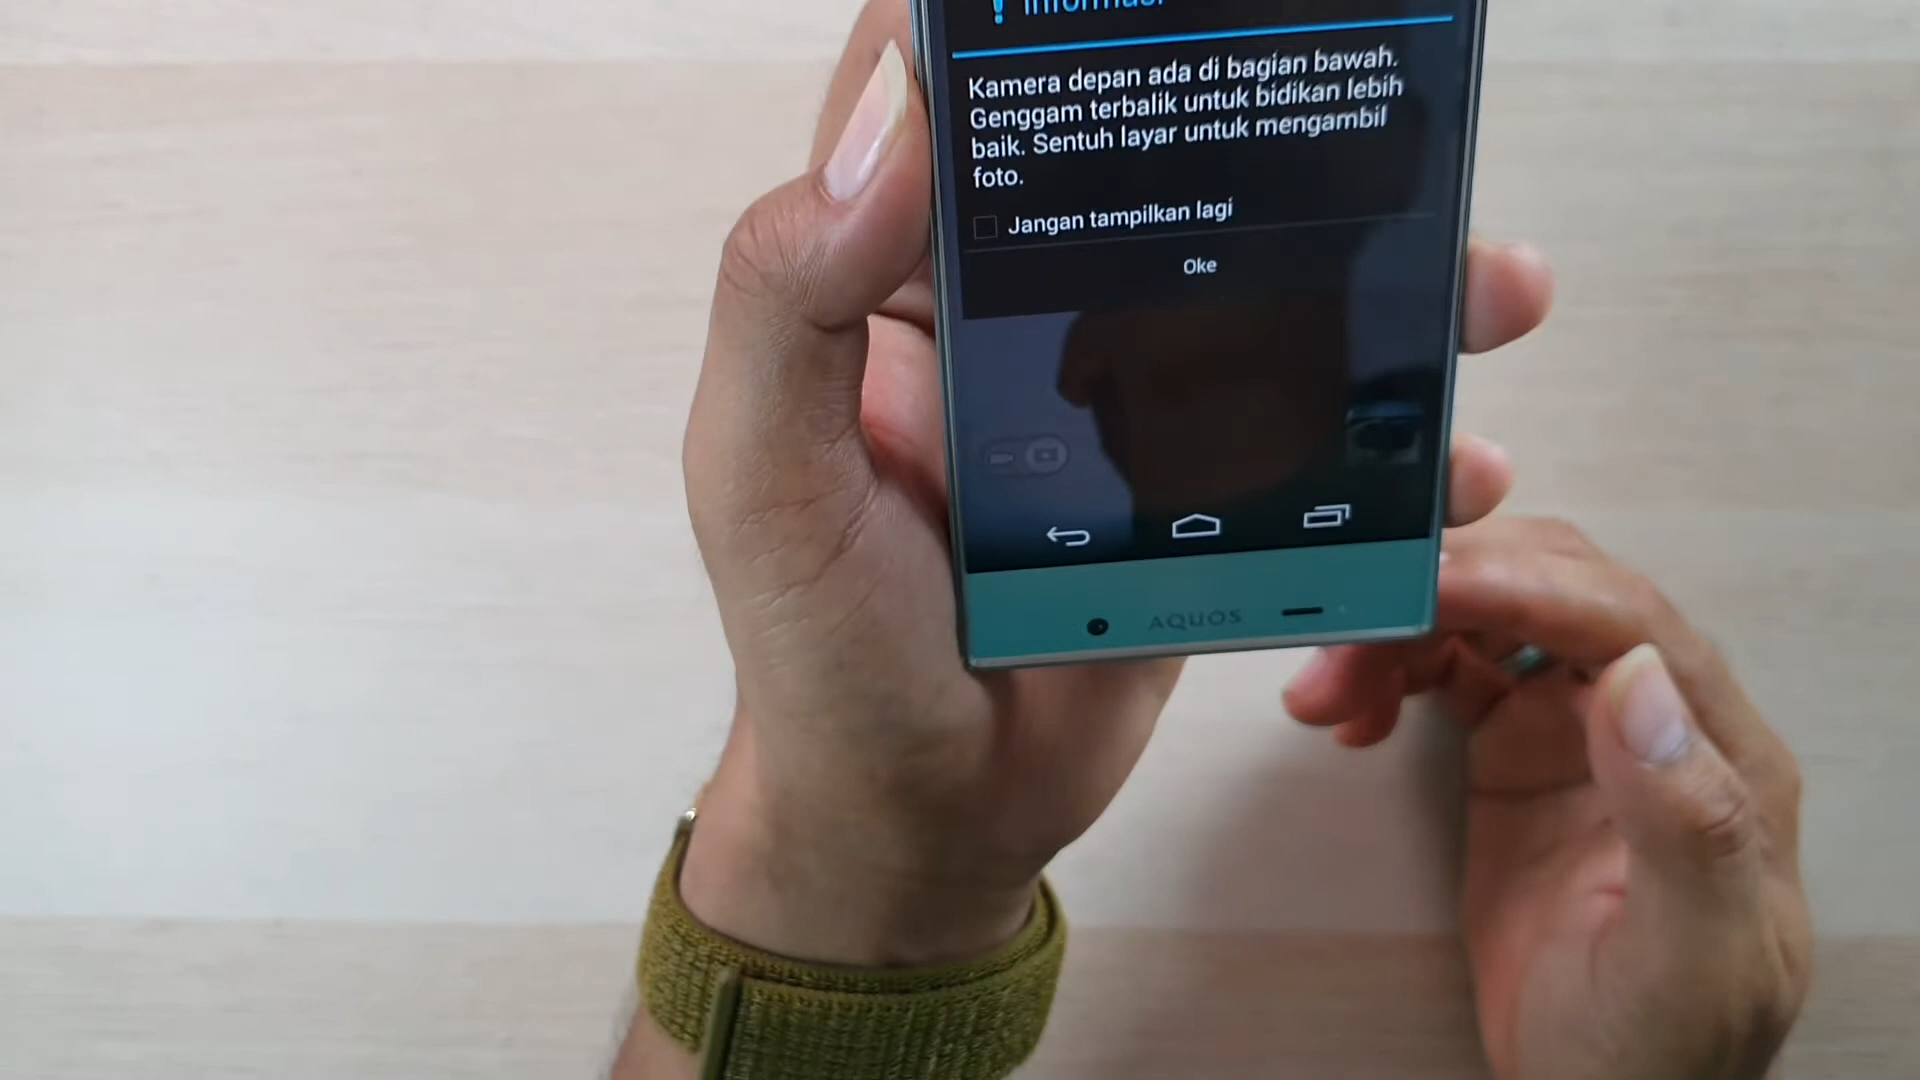 Informasi
Kamera depan ada di bagian bawah.
Genggam terbalik untuk bidikan lebih
baik. Sentuh layar untuk mengambil
foto.
Jangan tampilkan lagi
Oke
AQUOS